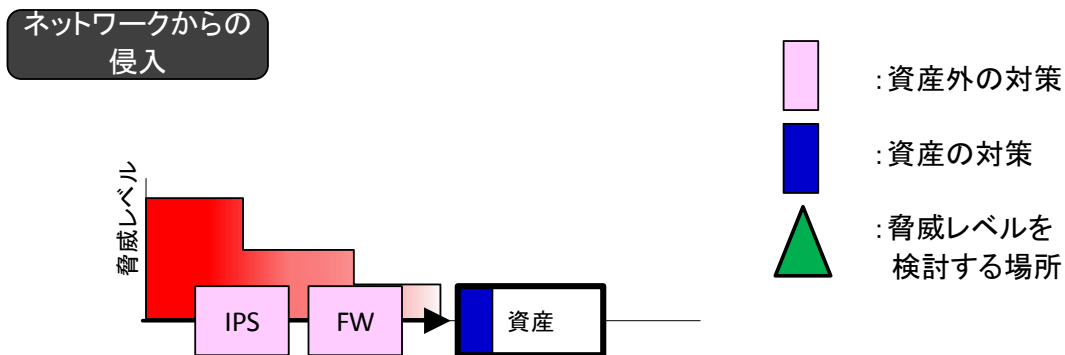 ネットワークからの
侵入
:資産外の対策
:資産の対策
:脅威レベルを
検討する場所
脅威レベル
IPS
FW
資産